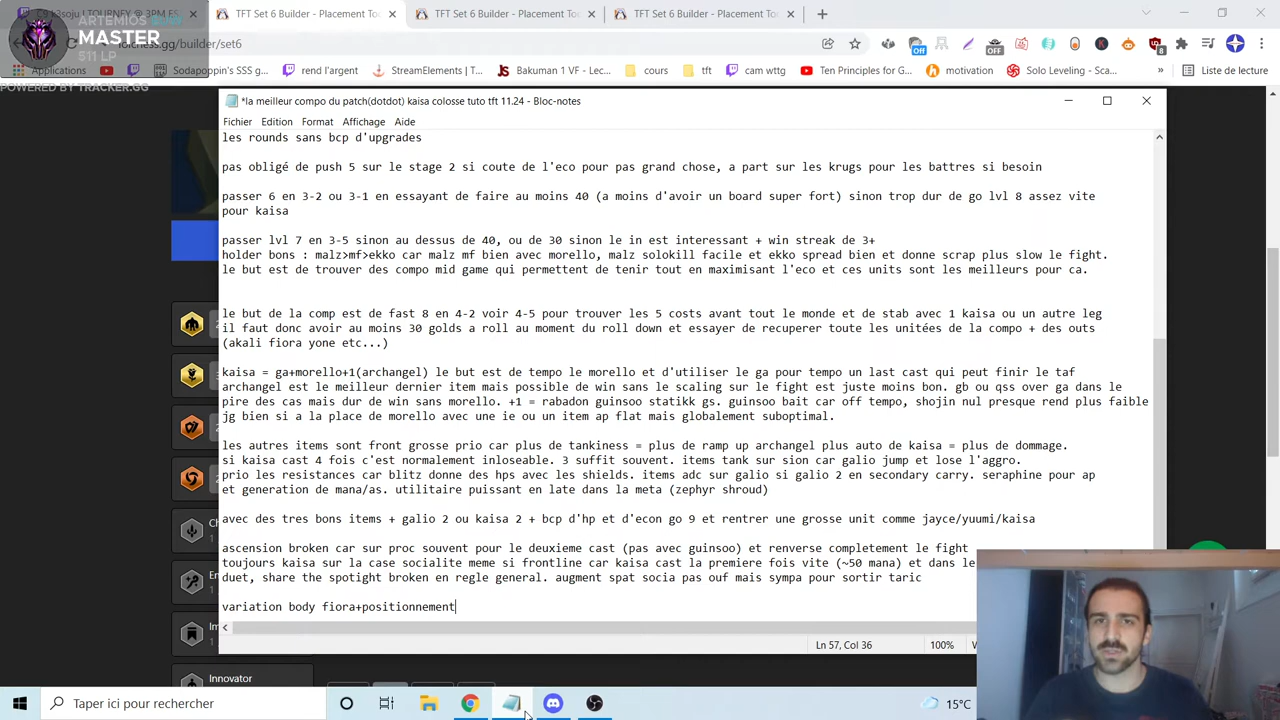 TFT Set 6 Builder - Placement To
TFT Set 6 Builder - Placement To
TFT Set 6 Builder - Placement To
ARTEMIOS
MASTER
511 LP
/builder/set6
Applications
Sodapoppin's SSS g...
rend l'argent
StreamElements | T...
Bakuman 1 VF - Lec...
cours
tft
cam wttg
Ten Principles for G...
motivation
Solo Leveling - Sca...
Liste de lecture
POWERED BY TRACKER.GG
*la meilleur compo du patch(dotdot) kaisa colosse tuto tft 11.24 - Bloc-notes
Fichier Edition Format Affichage Aide
les rounds sans bcp d'upgrades
pas obligé de push 5 sur le stage 2 si coute de l'eco pour pas grand chose, a part sur les krugs pour les battres si besoin
passer 6 en 3-2 ou 3-1 en essayant de faire au moins 40 (a moins d'avoir un board super fort) sinon trop dur de go lvl 8 assez vite
pour kaisa
passer lvl 7 en 3-5 sinon au dessus de 40, ou de 30 sinon le in est interessant + win streak de 3+
holder bons : malz>mf>ekko car malz mf bien avec morello, malz solokill facile et ekko spread bien et donne scrap plus slow le fight.
le but est de trouver des compo mid game qui permettent de tenir tout en maximisant l'eco et ces units sont les meilleurs pour ca.
le but de la comp est de fast 8 en 4-2 voir 4-5 pour trouver les 5 costs avant tout le monde et de stab avec 1 kaisa ou un autre leg
il faut donc avoir au moins 30 golds a roll au moment du roll down et essayer de recuperer toute les unitées de la compo + des outs
(akali fiora yone etc...)
kaisa = ga+morello+1(archangel) le but est de tempo le morello et d'utiliser le ga pour tempo un last cast qui peut finir le taf
archangel est le meilleur dernier item mais possible de win sans le scaling sur le fight est juste moins bon. gb ou qss over ga dans le
pire des cas mais dur de win sans morello. +1 = rabadon guinsoo statikk gs. guinsoo bait car off tempo, shojin nul presque rend plus faible
jg bien si a la place de morello avec une ie ou un item ap flat mais globalement suboptimal.
les autres items sont front grosse prio car plus de tankiness = plus de ramp up archangel plus auto de kaisa = plus de dommage.
si kaisa cast 4 fois c'est normalement inloseable. 3 suffit souvent. items tank sur sion car galio jump et lose l'aggro.
prio les resistances car blitz donne des hps avec les shields. items adc sur galio si galio 2 en secondary carry. seraphine pour ap
et generation de mana/as. utilitaire puissant en late dans la meta (zephyr shroud)
avec des tres bons items + galio 2 ou kaisa 2 + bcp d'hp et d'econ go 9 et rentrer une grosse unit comme jayce/yuumi/kaisa
ascension broken car sur proc souvent pour le deuxieme cast (pas avec guinsoo) et renverse completement le fight
toujours kaisa sur la case socialite meme si frontline car kaisa cast la premiere fois vite (~50 mana) et dans le
duet, share the spotight broken en regle general. augment spat socia pas ouf mais sympa pour sortir taric
variation body fiora+positionnement
Innovator
Ln 57, Col 36
100%
Taper ici pour rechercher
15°C